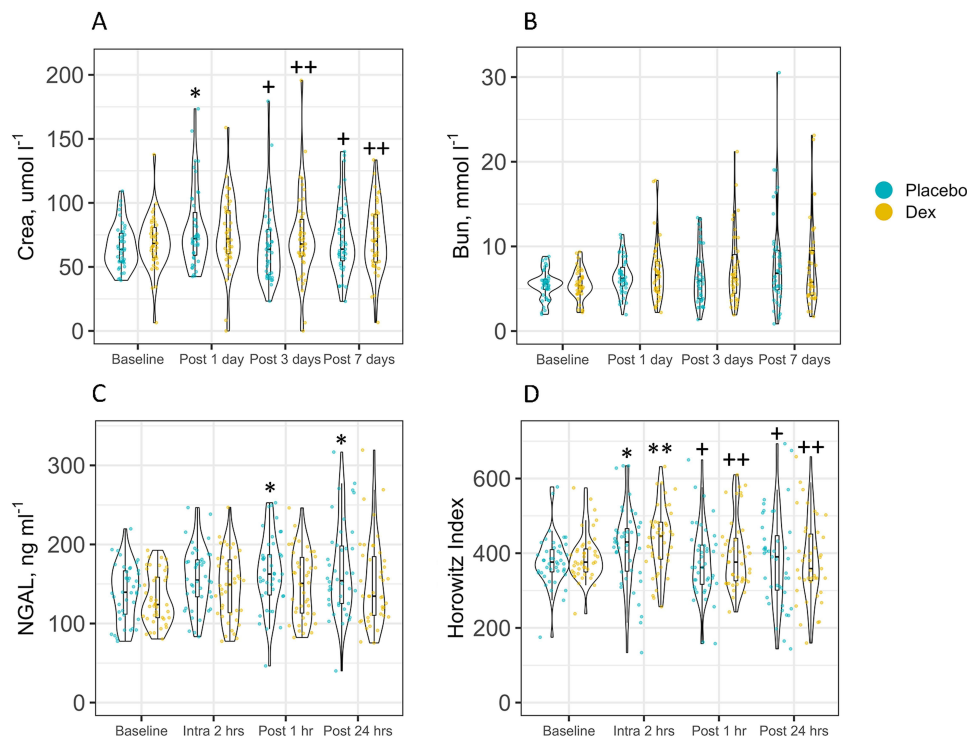 A
Crea, umol l⁻¹
200
150
100
50
0
*
+
++
+
++
Baseline Post 1 day Post 3 days Post 7 days
B
Bun, mmol l⁻¹
30
20
10
0
Baseline Post 1 day Post 3 days Post 7 days
Placebo
Dex
C
NGAL, ng ml⁻¹
300
200
100
0
*
*
Baseline Intra 2 hrs Post 1 hr Post 24 hrs
D
Horowitz Index
600
400
200
0
*
**
+
++
+
++
Baseline Intra 2 hrs Post 1 hr Post 24 hrs